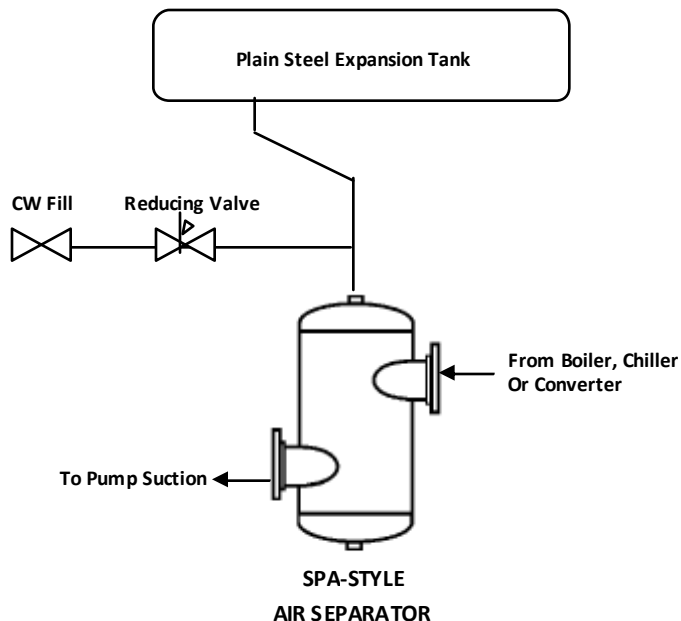 Plain Steel Expansion Tank
CW Fill
Reducing Valve
From Boiler, Chiller
Or Converter
To Pump Suction
SPA-STYLE
AIR SEPARATOR